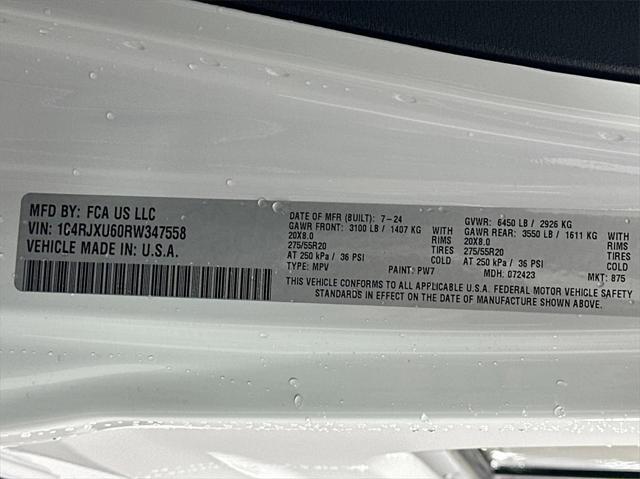 MFD BY: FCA US LLC
VIN: 1C4RJXU60RW347558
VEHICLE MADE IN: U.S.A.
DATE OF MFR (BUILT): 7-24
GAWR FRONT: 3100 LB / 1407 KG WITH
20X8.0 RIMS
275/55R20 TIRES
AT 250 kPa / 36 PSI COLD
TYPE: MPV PAINT: PW7
GVWR: 6450 LB / 2926 KG
GAWR REAR: 3550 LB / 1611 KG WITH
20X8.0 RIMS
275/55R20 TIRES
AT 250 kPa / 36 PSI COLD
MDH: 072423 MKT: 875
THIS VEHICLE CONFORMS TO ALL APPLICABLE U.S.A. FEDERAL MOTOR VEHICLE SAFETY
STANDARDS IN EFFECT ON THE DATE OF MANUFACTURE SHOWN ABOVE.